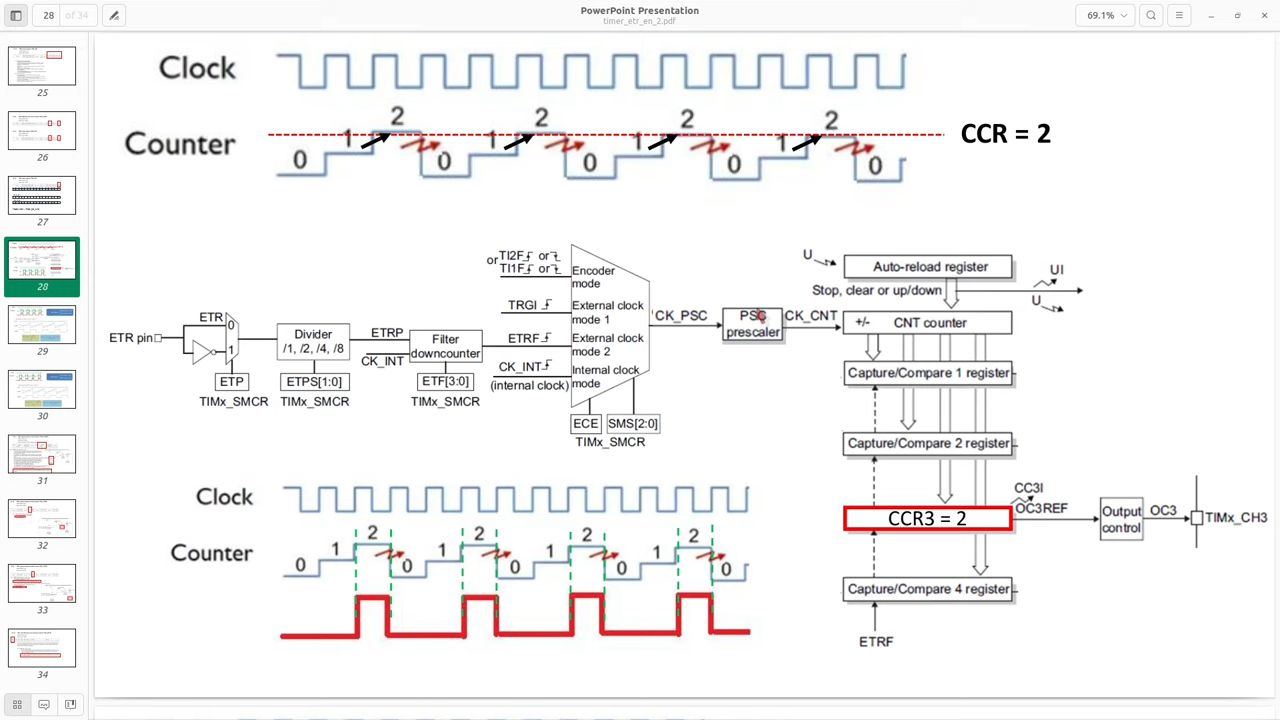 PowerPoint Presentation
timer_etr_en_2.pdf
28 of 34
69.1%
25
26
27
28
29
30
31
32
33
34
Clock
2 2 2 2
Counter
1 1 1 1
0 0 0 0 0
CCR = 2
ETR pin
ETR
0
1
ETP
TIMx_SMCR
Divider
/1, /2, /4, /8
ETPS[1:0]
TIMx_SMCR
ETRP
CK_INT
Filter
downcounter
ETF[3:0]
TIMx_SMCR
or TI2F or
TI1F or
Encoder
mode
TRGI
External clock
mode 1
ETRF
External clock
mode 2
CK_INT
(internal clock)
Internal clock
mode
ECE
SMS[2:0]
TIMx_SMCR
CK_PSC
PSC
prescaler
CK_CNT
U
Auto-reload register
Stop, clear or up/down
UI
U
+/- CNT counter
Capture/Compare 1 register
Capture/Compare 2 register
CCR3 = 2
CC3I
OC3REF
Output
control
OC3
TIMx_CH3
Capture/Compare 4 register
ETRF
Clock
2 2 2 2
Counter
1 1 1 1
0 0 0 0 0